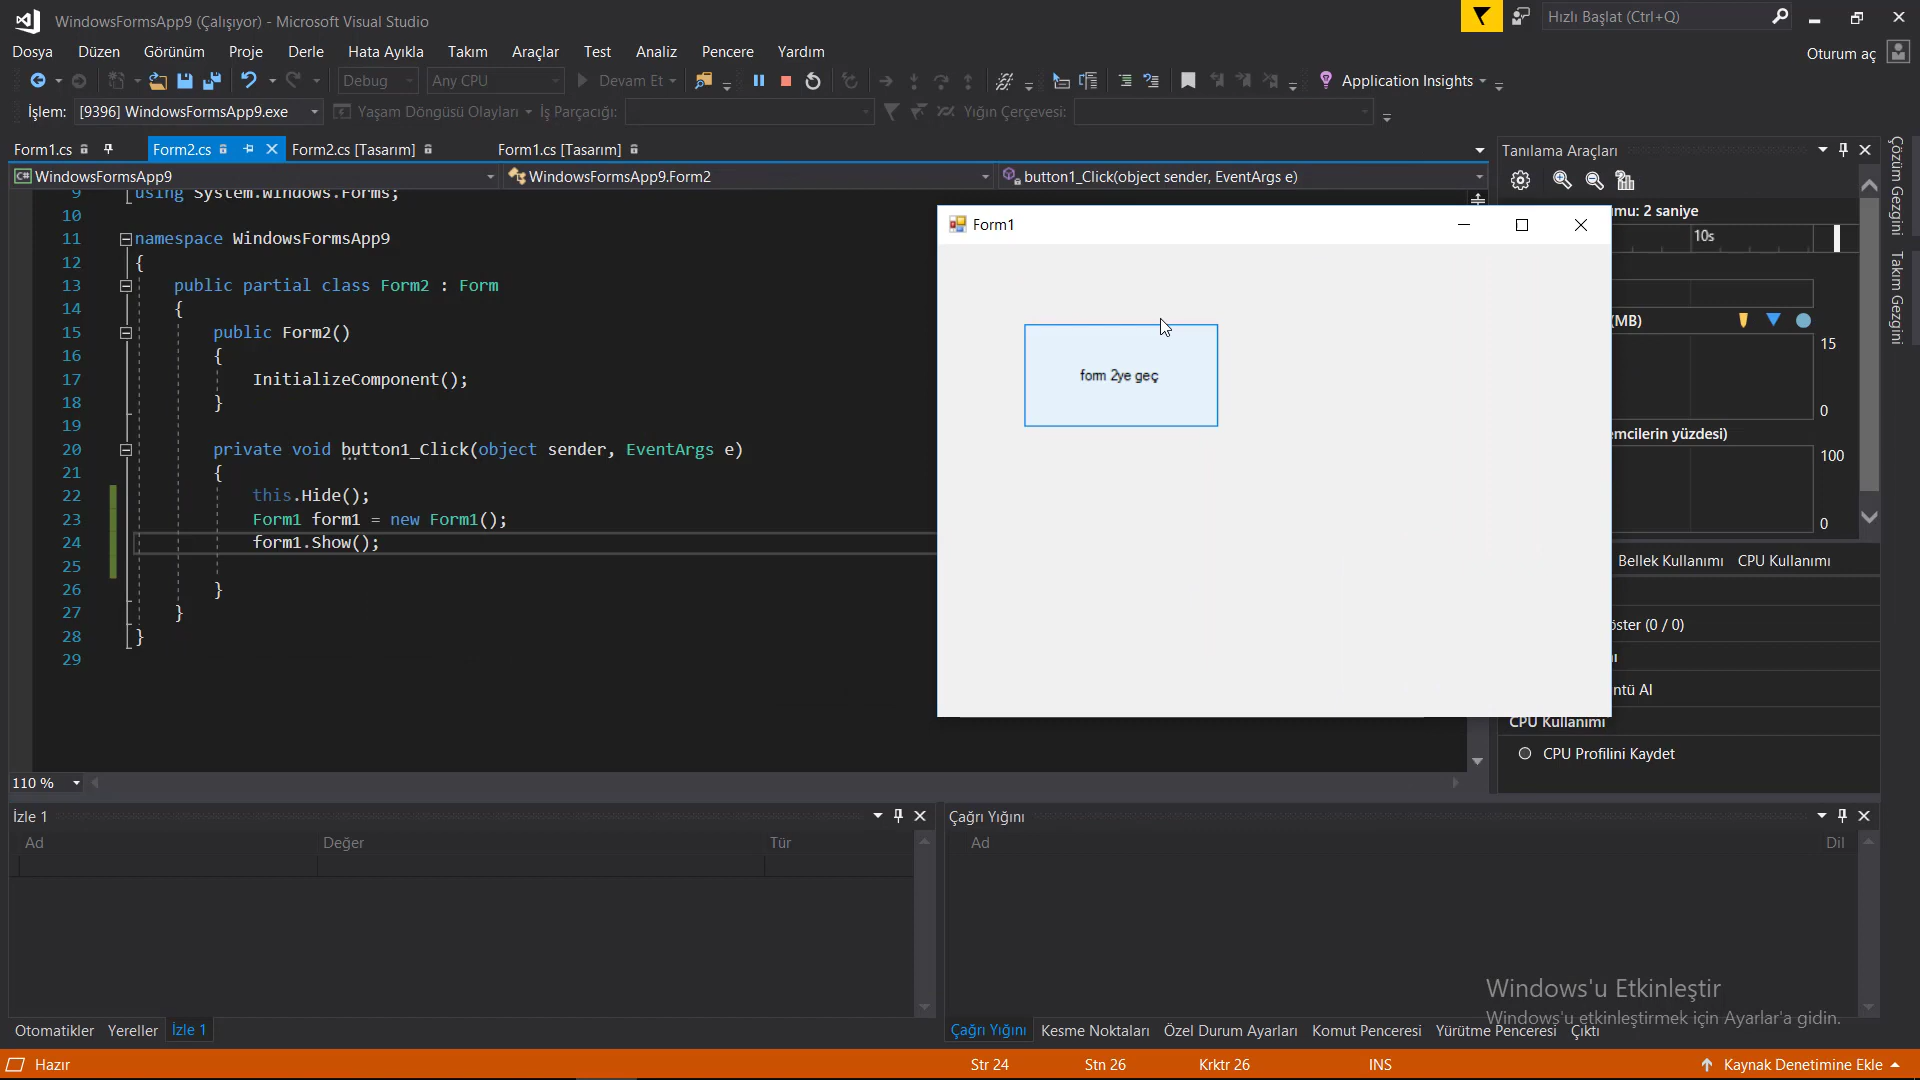 WindowsFormsApp9 (Çalışıyor) - Microsoft Visual Studio
Hızlı Başlat (Ctrl+Q)
Dosya Düzen Görünüm Proje Derle Hata Ayıkla Takım Araçlar Test Analiz Pencere Yardım
Oturum aç
Debug Any CPU Devam Et Application Insights
İşlem: [9396] WindowsFormsApp9.exe Yaşam Döngüsü Olayları İş Parçacığı: Yığın Çerçevesi:
Form1.cs Form2.cs Form2.cs [Tasarım] Form1.cs [Tasarım]
WindowsFormsApp9 WindowsFormsApp9.Form2 button1_Click(object sender, EventArgs e)
9 using System.Windows.Forms;
10
11 namespace WindowsFormsApp9
12 {
13 public partial class Form2 : Form
14 {
15 public Form2()
16 {
17 InitializeComponent();
18 }
19
20 private void button1_Click(object sender, EventArgs e)
21 {
22 this.Hide();
23 Form1 form1 = new Form1();
24 form1.Show();
25
26 }
27 }
28 }
29
110 %
Form1
form 2ye geç
Tanılama Araçları
mu: 2 saniye
10s
(MB)
15
0
emcilerin yüzdesi)
100
0
Bellek Kullanımı CPU Kullanımı
öster (0 / 0)
ntü Al
CPU Kullanımı
CPU Profilini Kaydet
Çözüm Gezgini
Takım Gezgini
İzle 1
Ad Değer Tür
Otomatikler Yereller İzle 1
Çağrı Yığını
Ad Dil
Çağrı Yığını Kesme Noktaları Özel Durum Ayarları Komut Penceresi Yürütme Penceresi Çıktı
Windows'u Etkinleştir
Windows'u etkinleştirmek için Ayarlar'a gidin.
Hazır Str 24 Stn 26 Krktr 26 INS Kaynak Denetimine Ekle